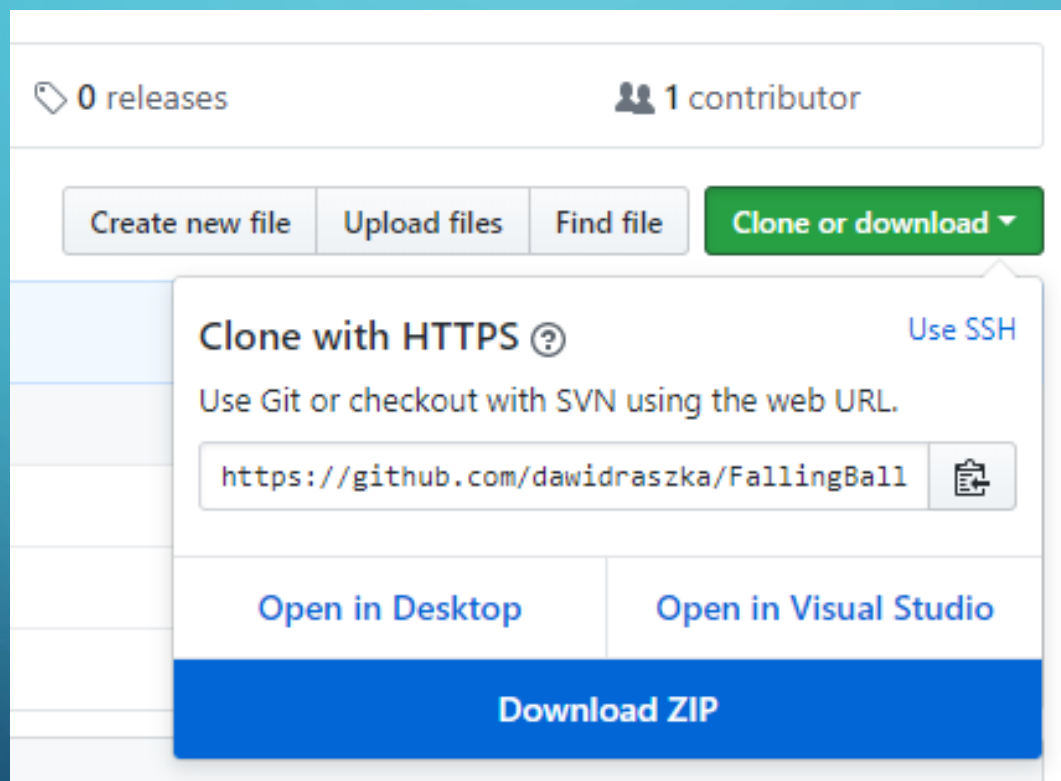 0 releases
1 contributor
Create new file
Upload files
Find file
Clone or download
Clone with HTTPS
Use SSH
Use Git or checkout with SVN using the web URL.
https://github.com/dawidraszka/FallingBall
Open in Desktop
Open in Visual Studio
Download ZIP